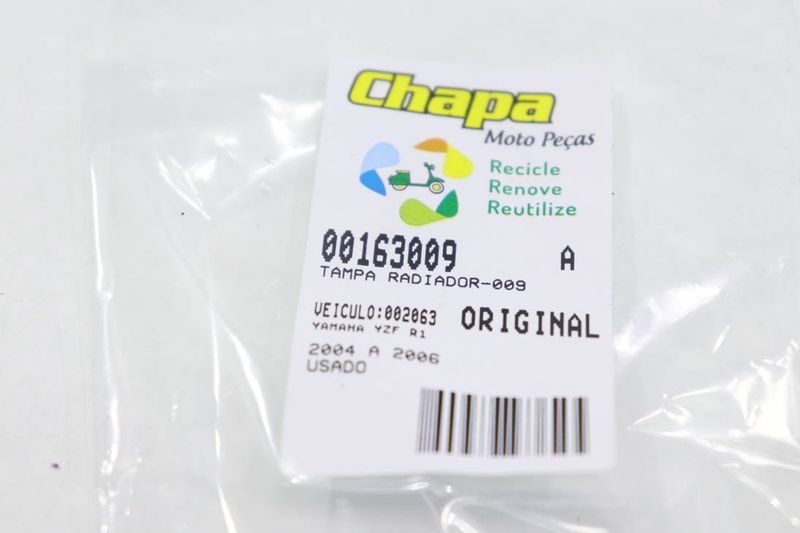 Chapa
Moto Peças
Recicle
Renove
Reutilize
00163009 A
TAMPA RADIADOR-009
VEICULO:002063 ORIGINAL
YAMAHA YZF R1
2004 A 2006
USADO